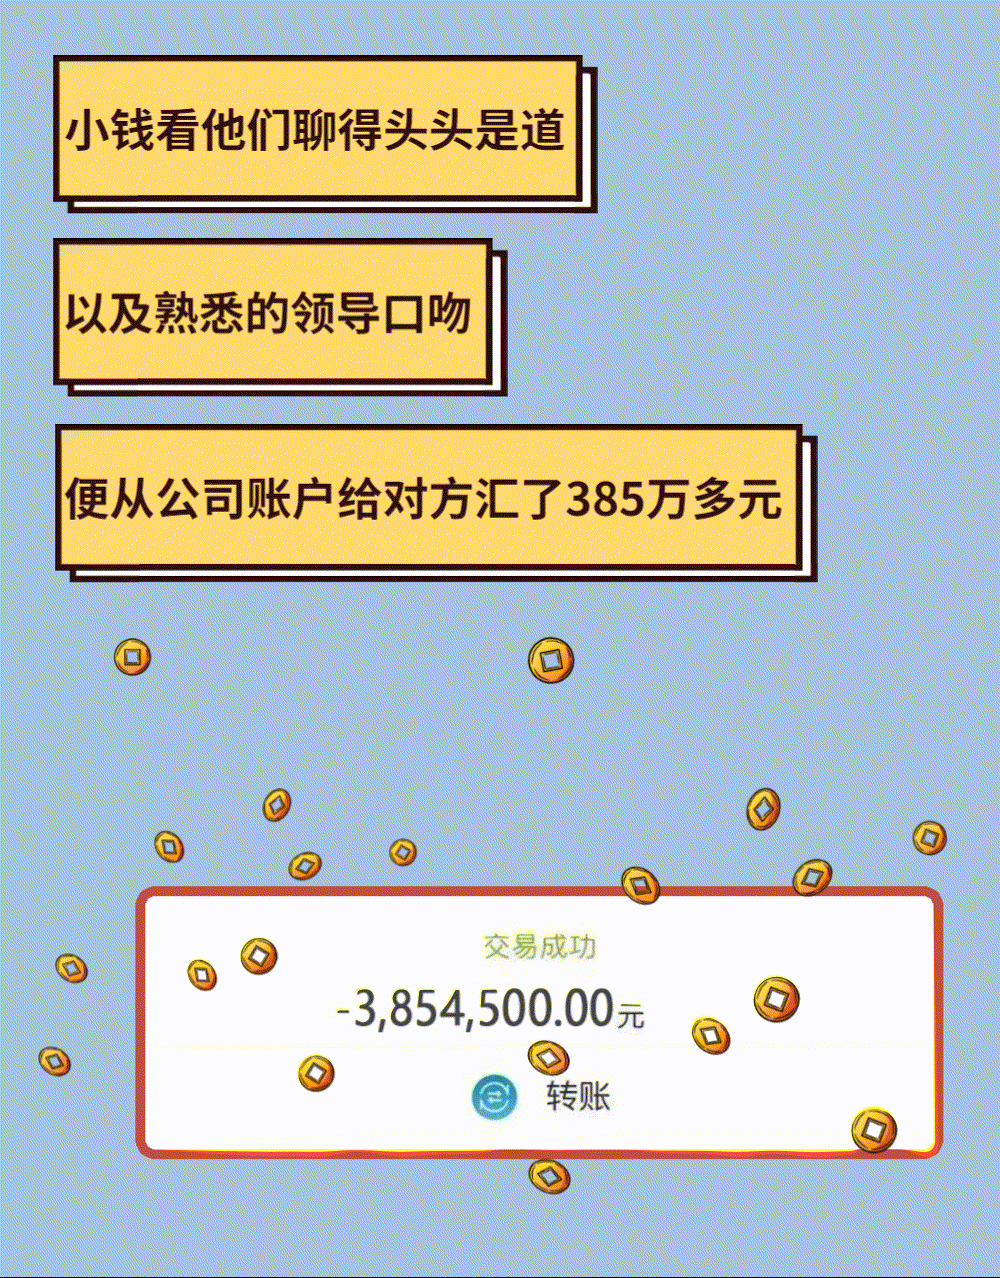 小钱看他们聊得头头是道
以及熟悉的领导口吻
便从公司账户给对方汇了385万多元
交易成功
-3,854,500.00元
转账